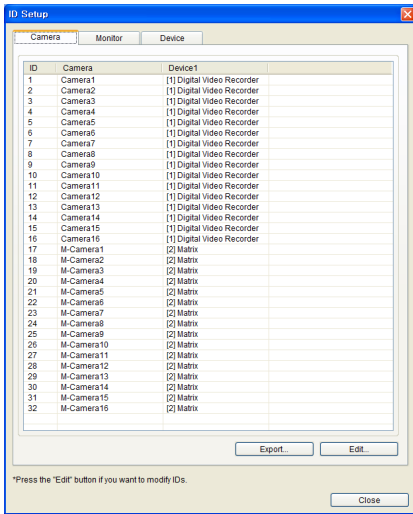 ID Setup
Camera Monitor Device
ID Camera Device1
1 Camera1 [1] Digital Video Recorder
2 Camera2 [1] Digital Video Recorder
3 Camera3 [1] Digital Video Recorder
4 Camera4 [1] Digital Video Recorder
5 Camera5 [1] Digital Video Recorder
6 Camera6 [1] Digital Video Recorder
7 Camera7 [1] Digital Video Recorder
8 Camera8 [1] Digital Video Recorder
9 Camera9 [1] Digital Video Recorder
10 Camera10 [1] Digital Video Recorder
11 Camera11 [1] Digital Video Recorder
12 Camera12 [1] Digital Video Recorder
13 Camera13 [1] Digital Video Recorder
14 Camera14 [1] Digital Video Recorder
15 Camera15 [1] Digital Video Recorder
16 Camera16 [1] Digital Video Recorder
17 M-Camera1 [2] Matrix
18 M-Camera2 [2] Matrix
19 M-Camera3 [2] Matrix
20 M-Camera4 [2] Matrix
21 M-Camera5 [2] Matrix
22 M-Camera6 [2] Matrix
23 M-Camera7 [2] Matrix
24 M-Camera8 [2] Matrix
25 M-Camera9 [2] Matrix
26 M-Camera10 [2] Matrix
27 M-Camera11 [2] Matrix
28 M-Camera12 [2] Matrix
29 M-Camera13 [2] Matrix
30 M-Camera14 [2] Matrix
31 M-Camera15 [2] Matrix
32 M-Camera16 [2] Matrix
Export... Edit...
*Press the "Edit" button if you want to modify IDs.
Close